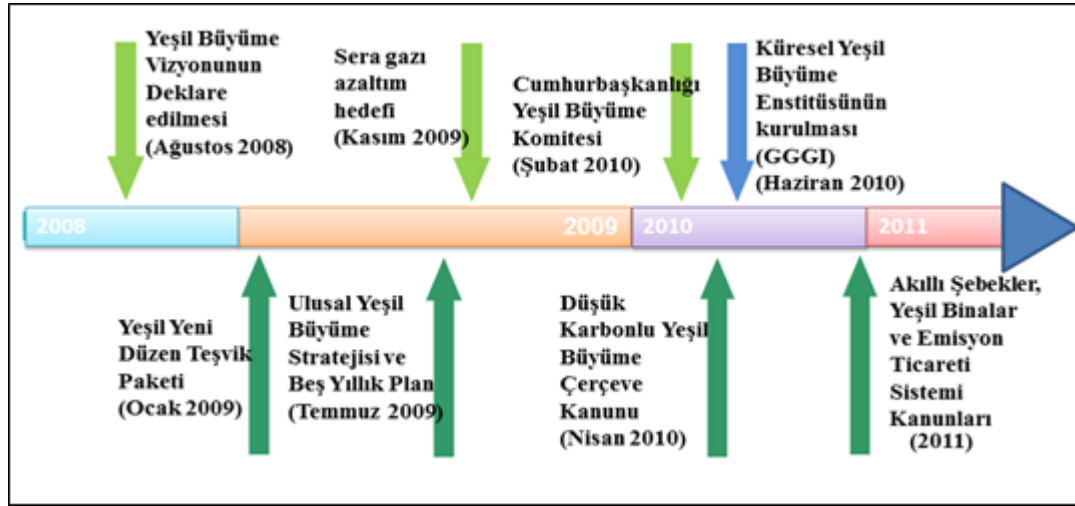 Yeşil Büyüme
Vizyonunun
Deklare
edilmesi
(Ağustos 2008)
Sera gazı
azaltım
hedefi
(Kasım 2009)
Cumhurbaşkanlığı
Yeşil Büyüme
Komitesi
(Şubat 2010)
Küresel Yeşil
Büyüme
Enstitüsünün
kurulması
(GGGI)
(Haziran 2010)
2008
2009
2010
2011
Yeşil Yeni
Düzen Teşvik
Paketi
(Ocak 2009)
Ulusal Yeşil
Büyüme
Stratejisi ve
Beş Yıllık Plan
(Temmuz 2009)
Düşük
Karbonlu Yeşil
Büyüme
Çerçeve
Kanunu
(Nisan 2010)
Akıllı Şebekler,
Yeşil Binalar
ve Emisyon
Ticareti
Sistemi
Kanunları
(2011)